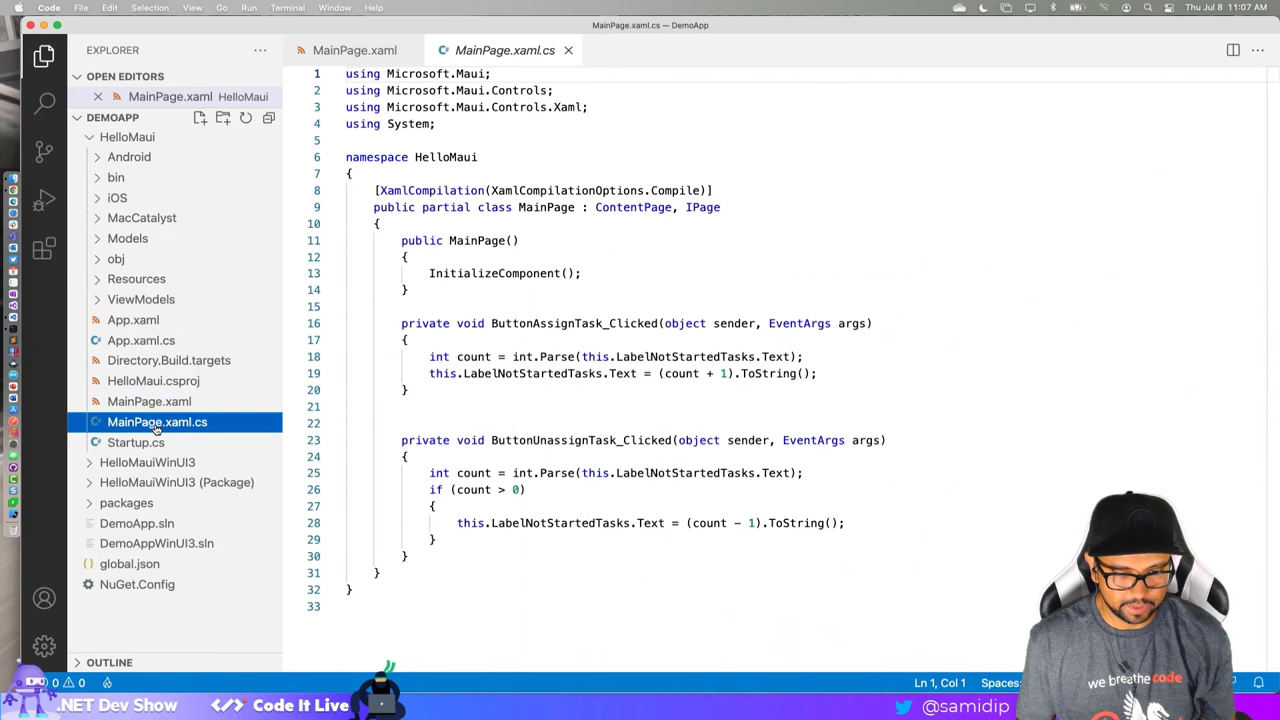 Code File Edit Selection View Go Run Terminal Window Help Thu Jul 8 11:07 AM
MainPage.xaml.cs — DemoApp
EXPLORER
MainPage.xaml
MainPage.xaml.cs
OPEN EDITORS
MainPage.xaml HelloMaui
DEMOAPP
HelloMaui
Android
bin
iOS
MacCatalyst
Models
obj
Resources
ViewModels
App.xaml
App.xaml.cs
Directory.Build.targets
HelloMaui.csproj
MainPage.xaml
MainPage.xaml.cs
Startup.cs
HelloMauiWinUI3
HelloMauiWinUI3 (Package)
packages
DemoApp.sln
DemoAppWinUI3.sln
global.json
NuGet.Config
OUTLINE
1 using Microsoft.Maui;
2 using Microsoft.Maui.Controls;
3 using Microsoft.Maui.Controls.Xaml;
4 using System;
5
6 namespace HelloMaui
7 {
8 [XamlCompilation(XamlCompilationOptions.Compile)]
9 public partial class MainPage : ContentPage, IPage
10 {
11 public MainPage()
12 {
13 InitializeComponent();
14 }
15
16 private void ButtonAssignTask_Clicked(object sender, EventArgs args)
17 {
18 int count = int.Parse(this.LabelNotStartedTasks.Text);
19 this.LabelNotStartedTasks.Text = (count + 1).ToString();
20 }
21
22
23 private void ButtonUnassignTask_Clicked(object sender, EventArgs args)
24 {
25 int count = int.Parse(this.LabelNotStartedTasks.Text);
26 if (count > 0)
27 {
28 this.LabelNotStartedTasks.Text = (count - 1).ToString();
29 }
30 }
31 }
32 }
33
we breathe code
0 0 Ln 1, Col 1 Spaces:
.NET Dev Show </> Code It Live @samidip